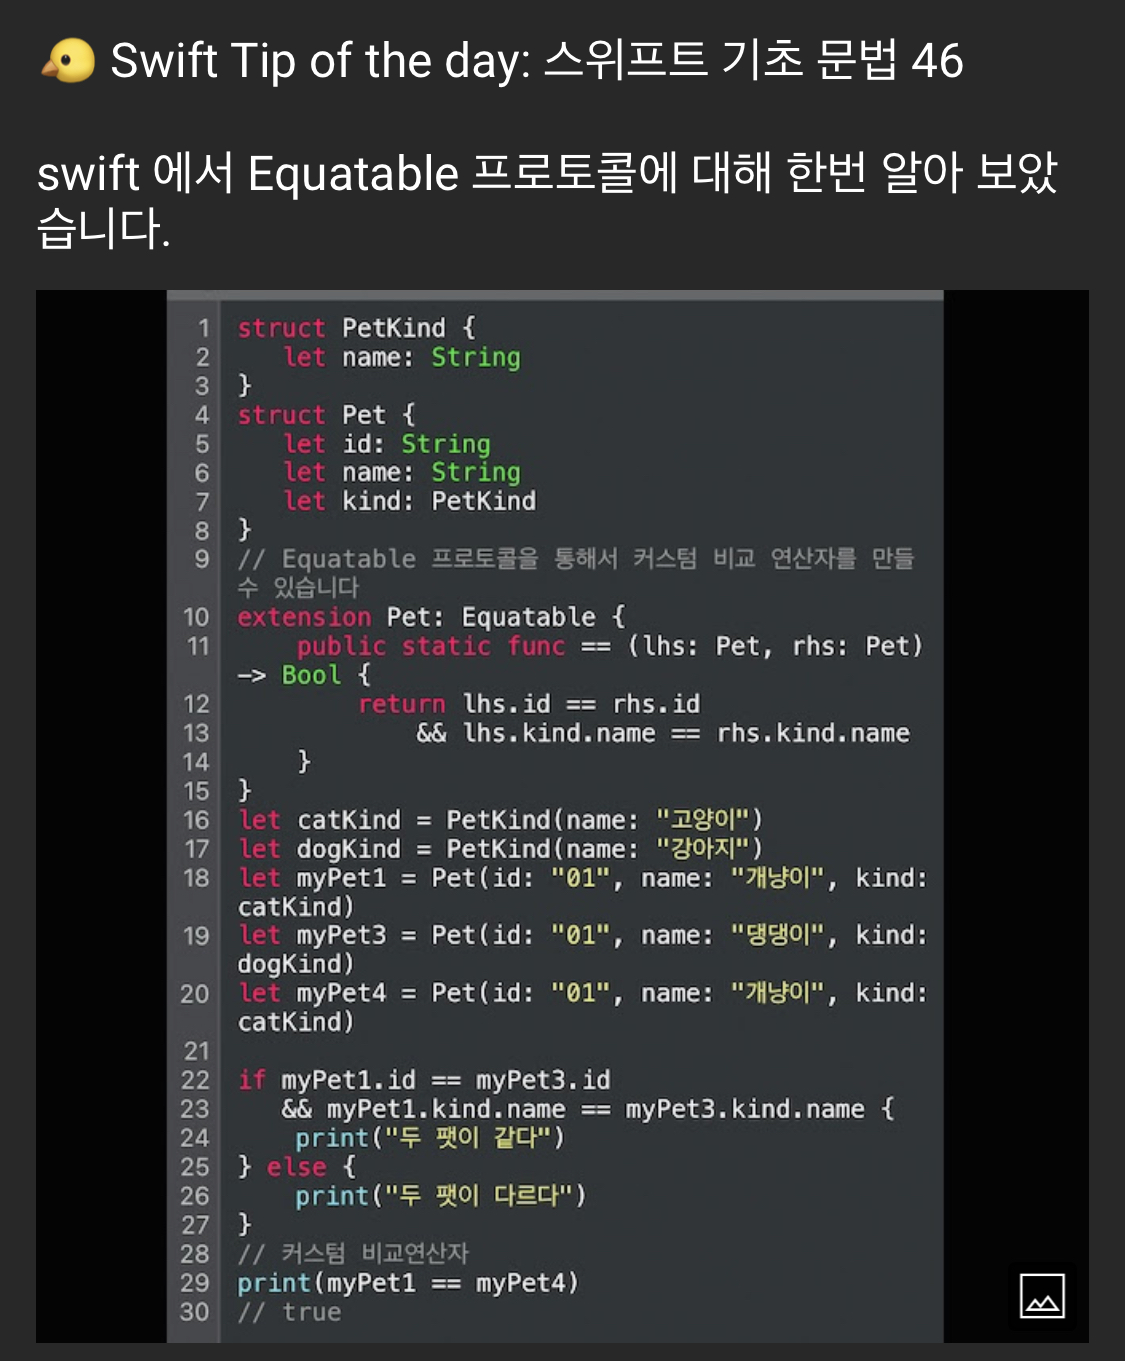 🐤 Swift Tip of the day: 스위프트 기초 문법 46
swift 에서 Equatable 프로토콜에 대해 한번 알아 보았
습니다.
1 struct PetKind {
2    let name: String
3 }
4 struct Pet {
5    let id: String
6    let name: String
7    let kind: PetKind
8 }
9 // Equatable 프로토콜을 통해서 커스텀 비교 연산자를 만들
수 있습니다
10 extension Pet: Equatable {
11     public static func == (lhs: Pet, rhs: Pet)
-> Bool {
12         return lhs.id == rhs.id
13             && lhs.kind.name == rhs.kind.name
14     }
15 }
16 let catKind = PetKind(name: "고양이")
17 let dogKind = PetKind(name: "강아지")
18 let myPet1 = Pet(id: "01", name: "개냥이", kind:
catKind)
19 let myPet3 = Pet(id: "01", name: "댕댕이", kind:
dogKind)
20 let myPet4 = Pet(id: "01", name: "개냥이", kind:
catKind)
21
22 if myPet1.id == myPet3.id
23    && myPet1.kind.name == myPet3.kind.name {
24     print("두 팻이 같다")
25 } else {
26     print("두 팻이 다르다")
27 }
28 // 커스텀 비교연산자
29 print(myPet1 == myPet4)
30 // true